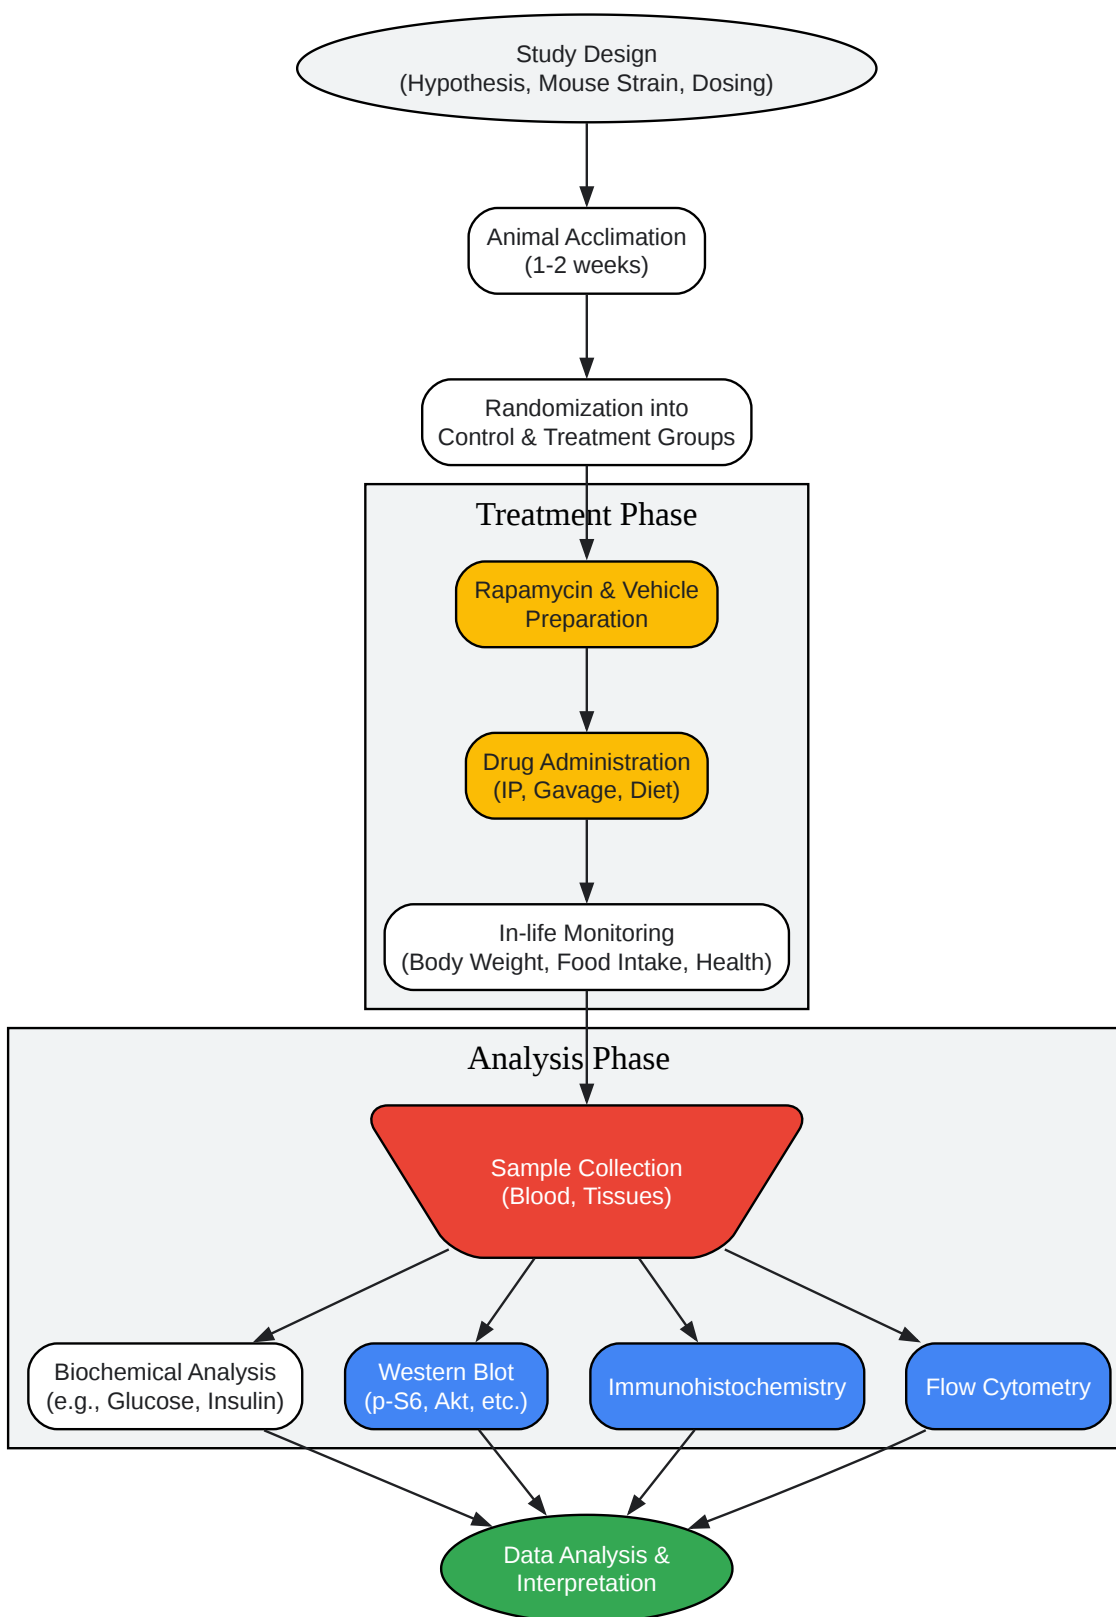 Study Design
(Hypothesis, Mouse Strain, Dosing)
Animal Acclimation
(1-2 weeks)
Randomization into
Control & Treatment Groups
Treatment Phase
Rapamycin & Vehicle
Preparation
Drug Administration
(IP, Gavage, Diet)
In-life Monitoring
(Body Weight, Food Intake, Health)
Analysis Phase
Sample Collection
(Blood, Tissues)
Biochemical Analysis
(e.g., Glucose, Insulin)
Western Blot
(p-S6, Akt, etc.)
Immunohistochemistry
Flow Cytometry
Data Analysis &
Interpretation